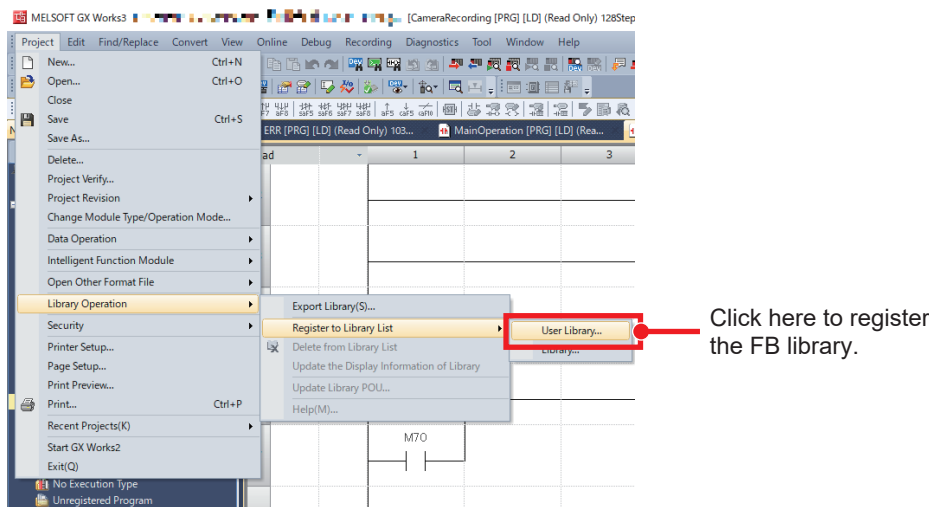 MELSOFT GX Works3
[CameraRecording [PRG] [LD] (Read Only) 128Step
Project Edit Find/Replace Convert View Online Debug Recording Diagnostics Tool Window Help
New... Ctrl+N
Open... Ctrl+O
Close
Save Ctrl+S
Save As...
ERR [PRG] [LD] (Read Only) 103... MainOperation [PRG] [LD] (Rea...
Delete...
1 2 3
Project Verify...
Project Revision
Change Module Type/Operation Mode...
Data Operation
Intelligent Function Module
Open Other Format File
Library Operation
Export Library(S)...
Security
Register to Library List
User Library...
Click here to register
the FB library.
Printer Setup...
Delete from Library List
Library...
Page Setup...
Update the Display Information of Library
Print Preview...
Update Library POU...
Print... Ctrl+P
Help(M)...
Recent Projects(K)
M70
Start GX Works2
Exit(Q)
No Execution Type
Unregistered Program